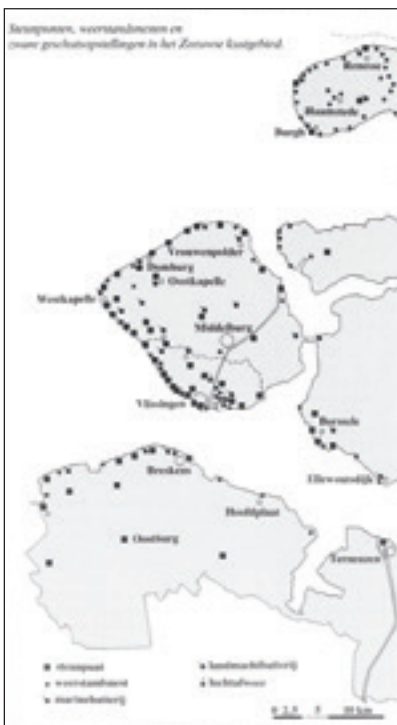 Steunpunten, weerstandsnesten en
zware geschutsopstellingen in het Zeeuwse kustgebied.
Renesse
Haamstede
Burgh
Vrouwenpolder
Domburg
Oostkapelle
Westkapelle
Middelburg
Vlissingen
Borssele
Ellewoutsdijk
Breskens
Hoofdplaat
Oostburg
Terneuzen
steunpunt
landmachtbatterij
weerstandsnest
luchtafweer
marinebatterij
0 2,5 5 10 km